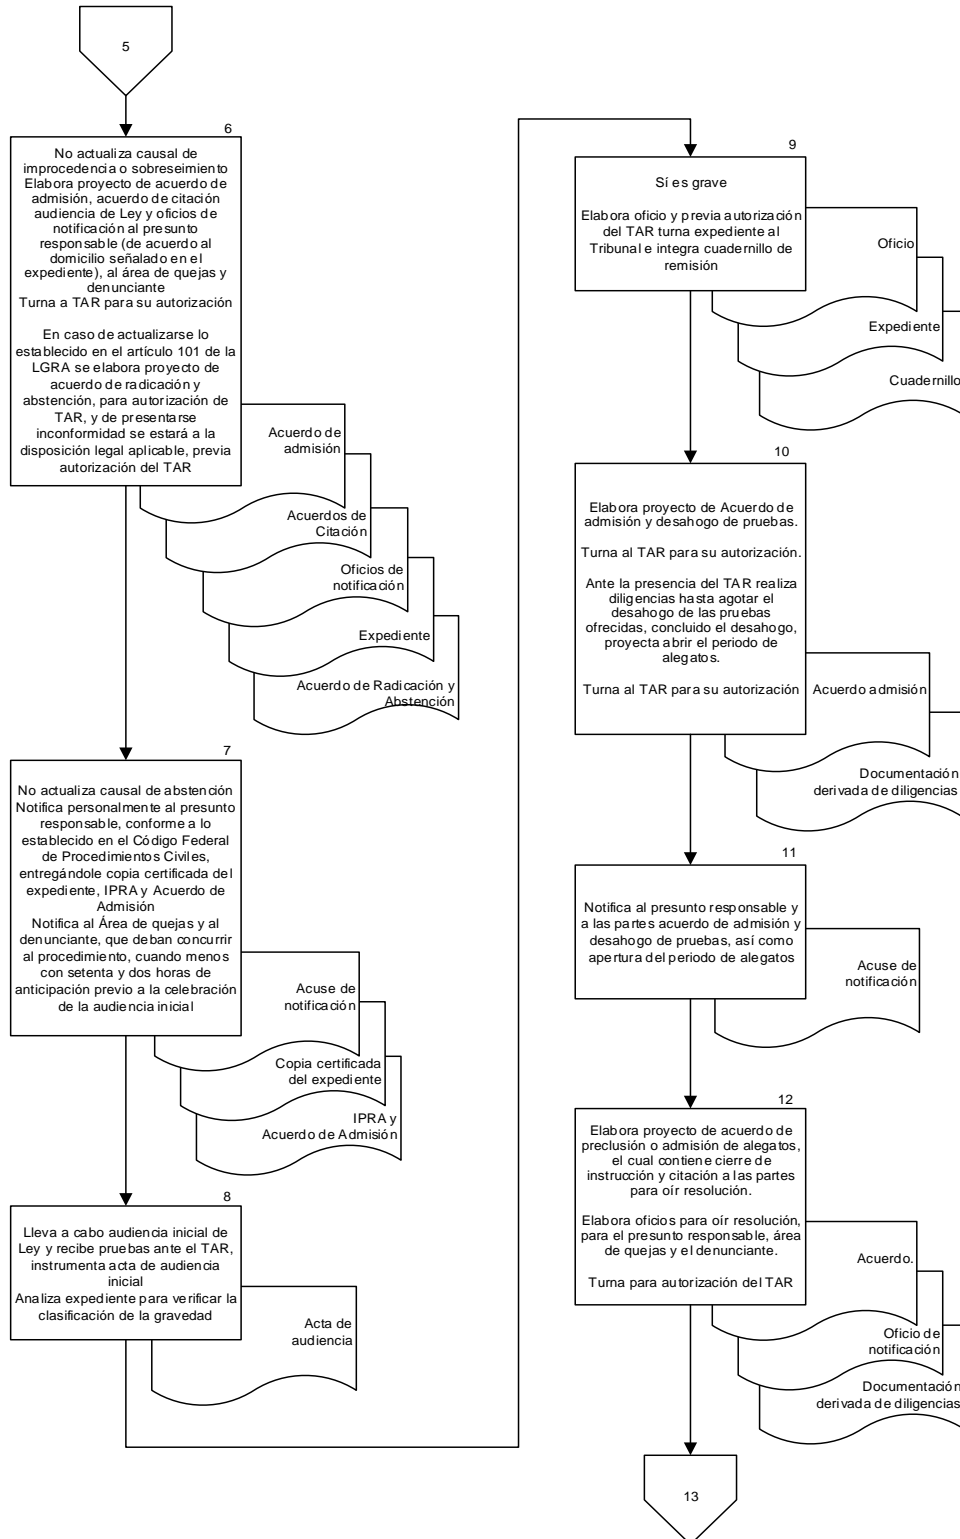 5
6
No actualiza causal de
improcedencia o sobreseimiento
Elabora proyecto de acuerdo de
admisión, acuerdo de citación
audiencia de Ley y oficios de
notificación al presunto
responsable (de acuerdo al
domicilio señalado en el
expediente), al área de quejas y
denunciante
Turna a TAR para su autorización
En caso de actualizarse lo
establecido en el artículo 101 de la
LGRA se elabora proyecto de
acuerdo de radicación y
abstención, para autorización de
TAR, y de presentarse
inconformidad se estará a la
disposición legal aplicable, previa
autorización del TAR
Acuerdo de
admisión
Acuerdos de
Citación
Oficios de
notificación
Expediente
Acuerdo de Radicación y
Abstención
7
No actualiza causal de abstención
Notifica personalmente al presunto
responsable, conforme a lo
establecido en el Código Federal
de Procedimientos Civiles,
entregándole copia certificada del
expediente, IPRA y Acuerdo de
Admisión
Notifica al Área de quejas y al
denunciante, que deban concurrir
al procedimiento, cuando menos
con setenta y dos horas de
anticipación previo a la celebración
de la audiencia inicial
Acuse de
notificación
Copia certificada
del expediente
IPRA y
Acuerdo de Admisión
8
Lleva a cabo audiencia inicial de
Ley y recibe pruebas ante el TAR,
instrumenta acta de audiencia
inicial
Analiza expediente para verificar la
clasificación de la gravedad
Acta de
audiencia
9
Sí es grave
Elabora oficio y previa autorización
del TAR turna expediente al
Tribunal e integra cuadernillo de
remisión
Oficio
Expediente
Cuadernillo
10
Elabora proyecto de Acuerdo de
admisión y desahogo de pruebas.
Turna al TAR para su autorización.
Ante la presencia del TAR realiza
diligencias hasta agotar el
desahogo de las pruebas
ofrecidas, concluido el desahogo,
proyecta abrir el periodo de
alegatos.
Turna al TAR para su autorización
Acuerdo admisión
Documentación
derivada de diligencias
11
Notifica al presunto responsable y
a las partes acuerdo de admisión y
desahogo de pruebas, así como
apertura del periodo de alegatos
Acuse de
notificación
12
Elabora proyecto de acuerdo de
preclusión o admisión de alegatos,
el cual contiene cierre de
instrucción y citación a las partes
para oír resolución.
Elabora oficios para oír resolución,
para el presunto responsable, área
de quejas y el denunciante.
Turna para autorización del TAR
Acuerdo.
Oficio de
notificación
Documentación
derivada de diligencias
13